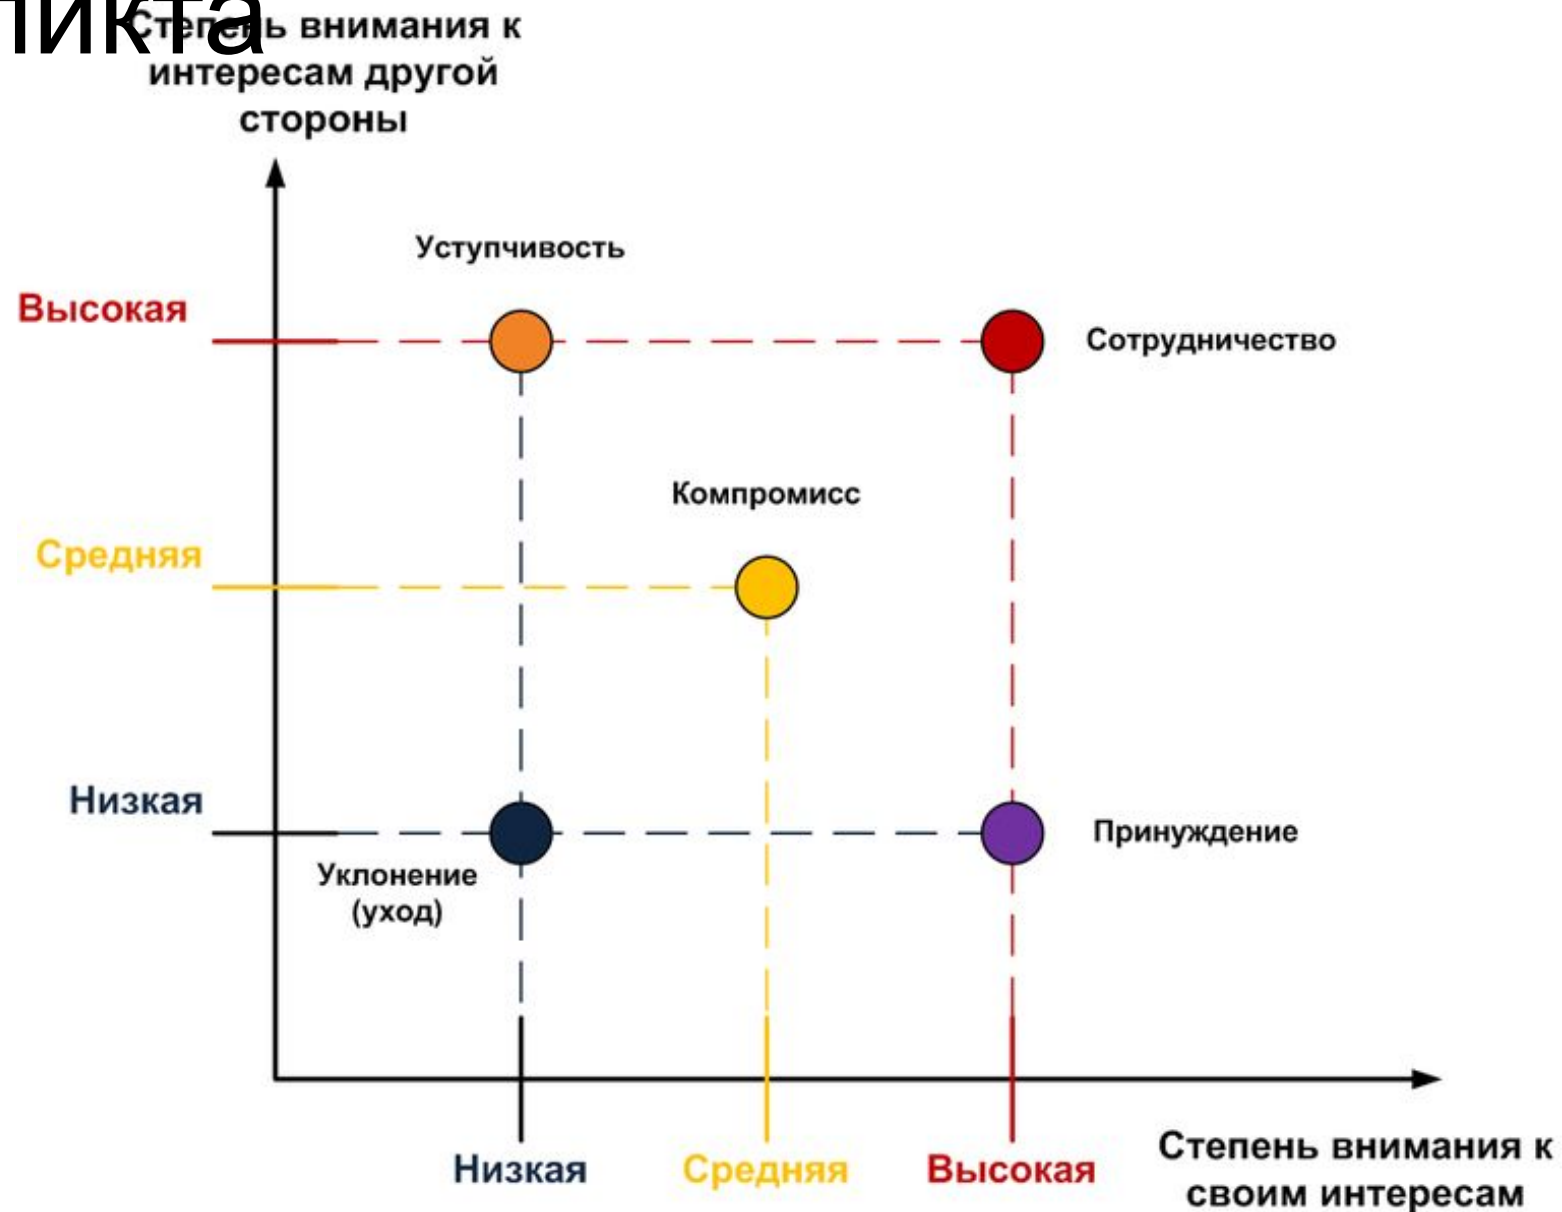 Степень внимания к
интересам другой
стороны
Уступчивость
Высокая
Сотрудничество
Компромисс
Средняя
Низкая
Принуждение
Уклонение
(уход)
Низкая
Средняя
Высокая
Степень внимания к
своим интересам